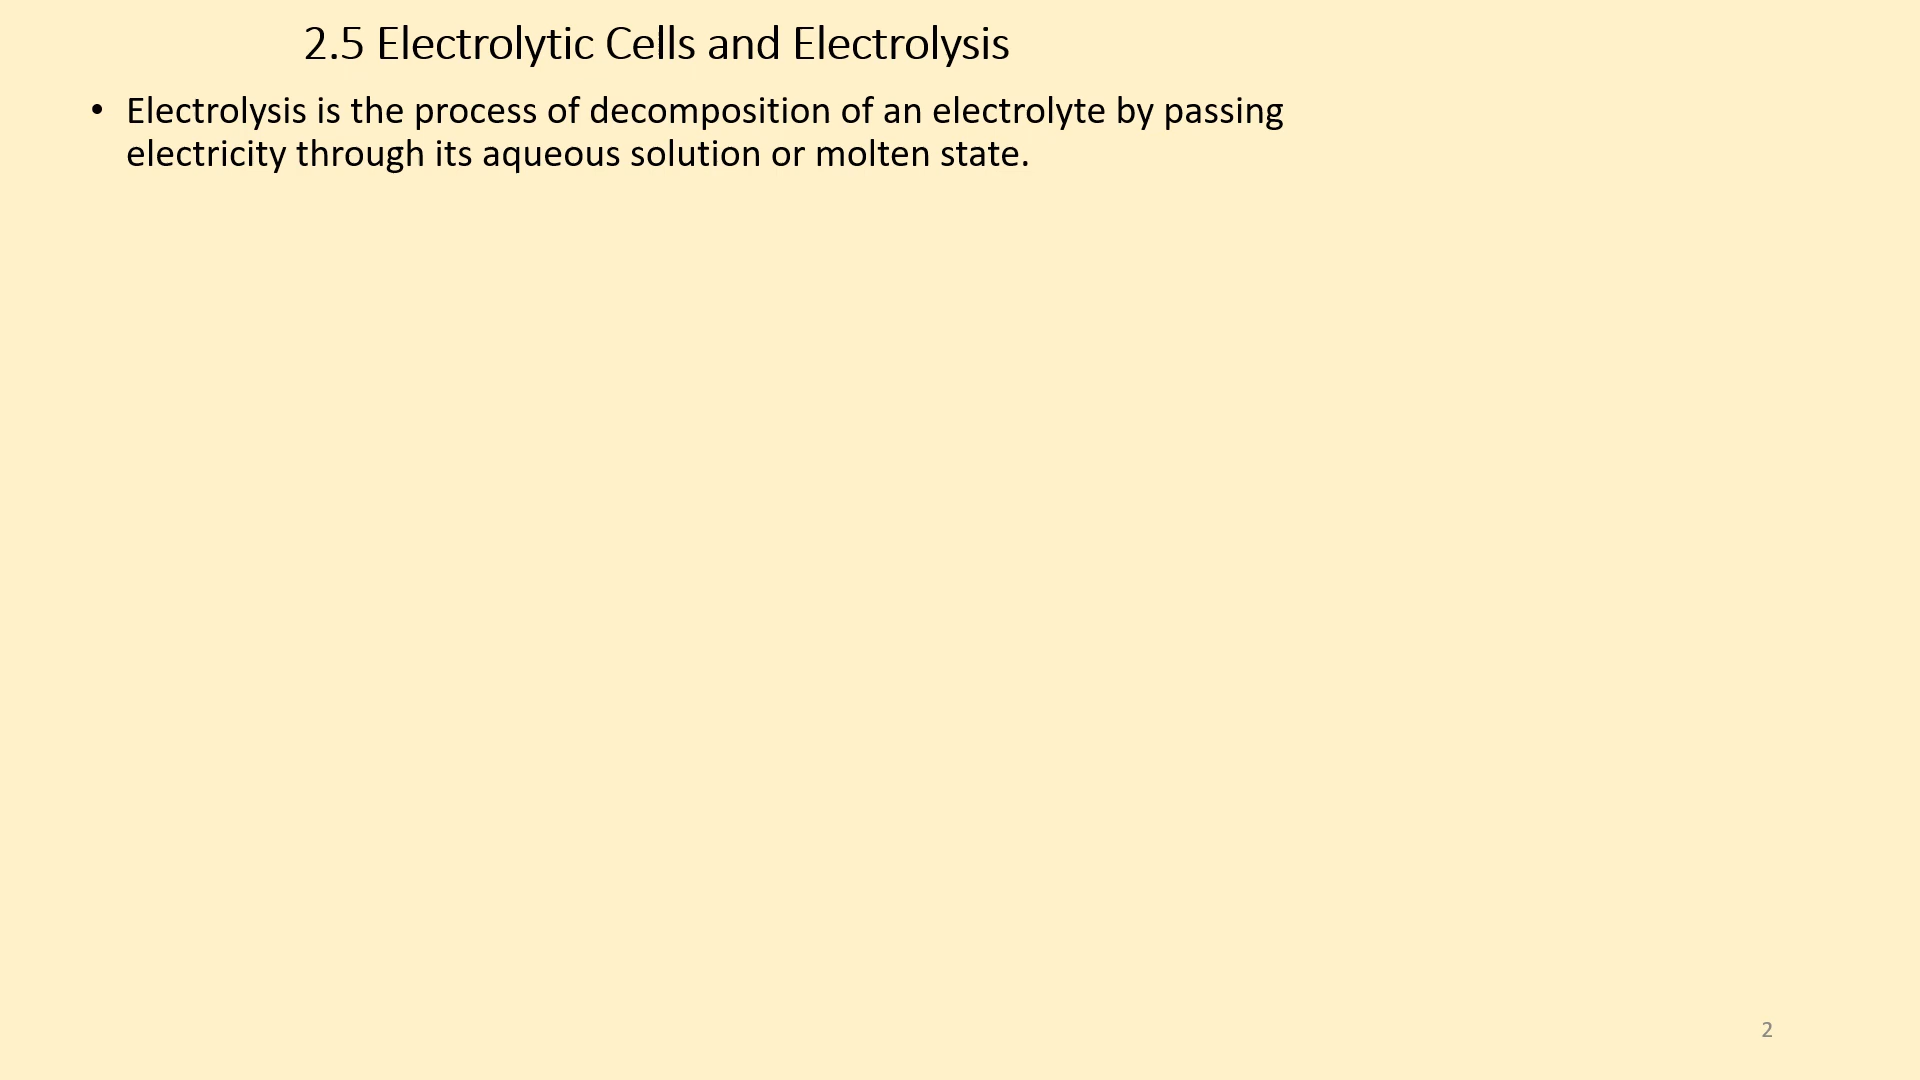 2.5 Electrolytic Cells and Electrolysis
• Electrolysis is the process of decomposition of an electrolyte by passing
electricity through its aqueous solution or molten state.
2